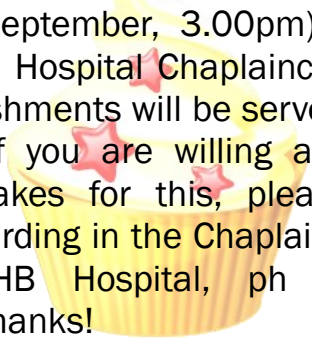 eptember, 3.00pm)
Hospital Chaplainc
shments will be serve
f you are willing a
akes for this, plea
rding in the Chaplai
HB Hospital, ph
hanks!